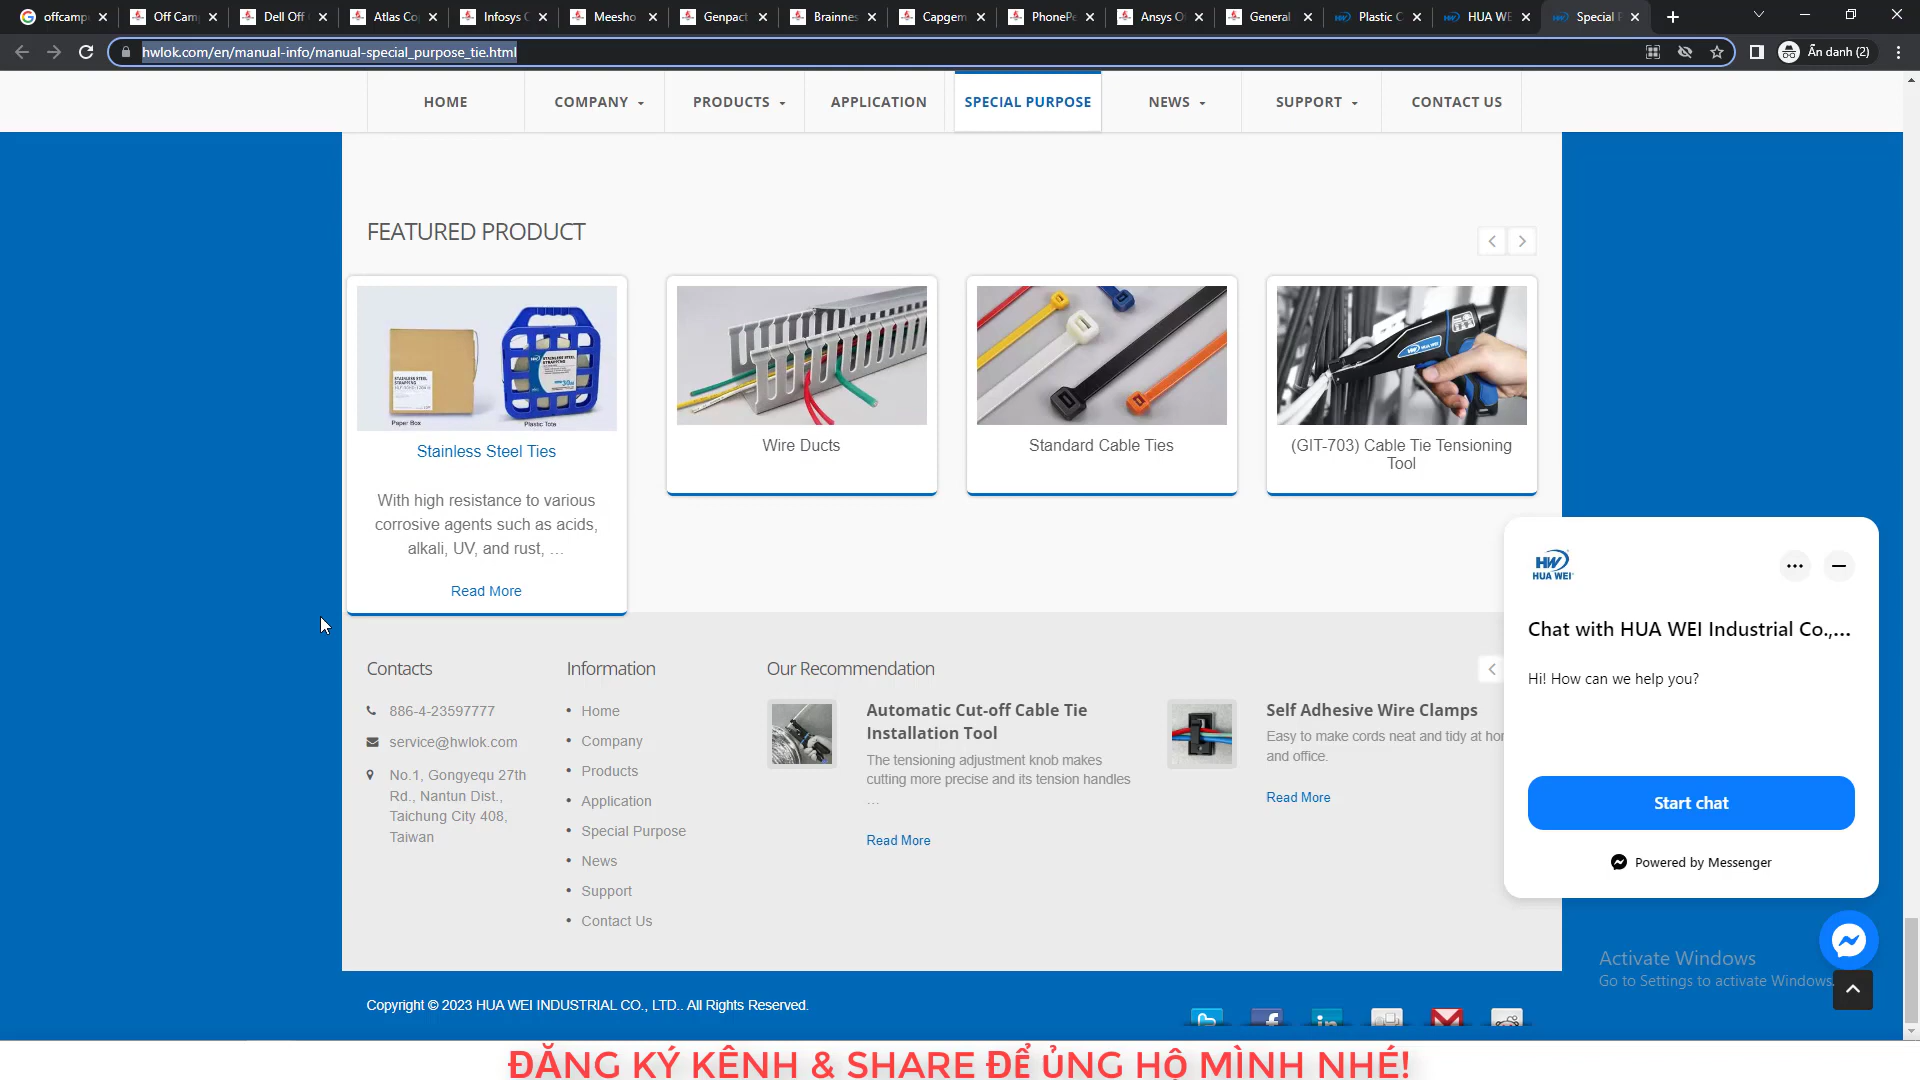 offcamp
Off Cam
Dell Off
Atlas Co
Infosys C
Meesho
Genpact
Brainnes
Capgem
PhonePe
Ansys O
General
Plastic C
HUA WE
Special
hwlok.com/en/manual-info/manual-special_purpose_tie.html
Ẩn danh (2)
HOME
COMPANY
PRODUCTS
APPLICATION
SPECIAL PURPOSE
NEWS
SUPPORT
CONTACT US
FEATURED PRODUCT
Paper Box
Plastic Tote
Stainless Steel Ties
With high resistance to various
corrosive agents such as acids,
alkali, UV, and rust, …
Read More
Wire Ducts
Standard Cable Ties
(GIT-703) Cable Tie Tensioning
Tool
Contacts
886-4-23597777
service@hwlok.com
No.1, Gongyequ 27th
Rd., Nantun Dist.,
Taichung City 408,
Taiwan
Information
Home
Company
Products
Application
Special Purpose
News
Support
Contact Us
Our Recommendation
Automatic Cut-off Cable Tie
Installation Tool
The tensioning adjustment knob makes
cutting more precise and its tension handles
…
Read More
Self Adhesive Wire Clamps
Easy to make cords neat and tidy at hom
and office.
Read More
HW
HUA WEI
Chat with HUA WEI Industrial Co.,...
Hi! How can we help you?
Start chat
Powered by Messenger
Activate Windows
Go to Settings to activate Windows.
Copyright © 2023 HUA WEI INDUSTRIAL CO., LTD.. All Rights Reserved.
ĐĂNG KÝ KÊNH & SHARE ĐỂ ỦNG HỘ MÌNH NHÉ!